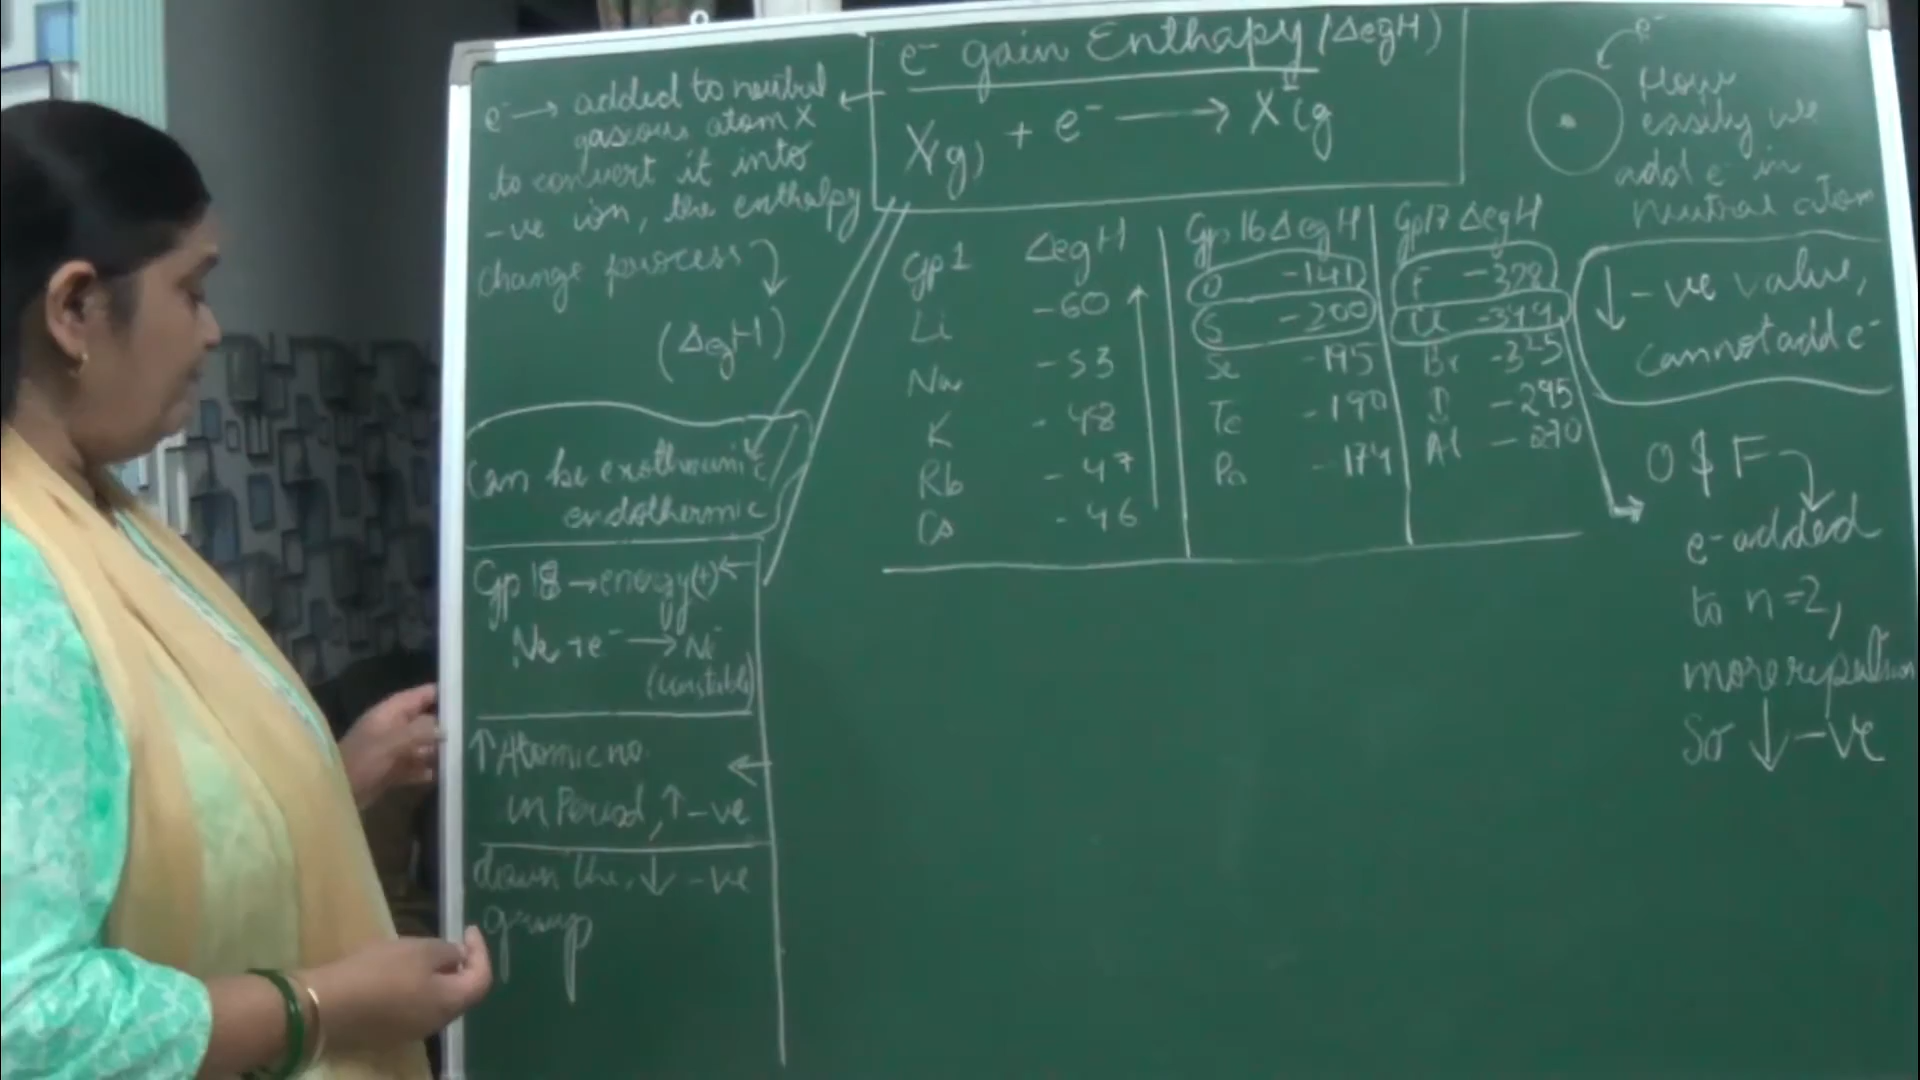 e⁻ gain Enthapy (ΔegH)
X(g) + e⁻ → X⁻(g
e⁻ → added to neutral
gaseous atom X
to convert it into
-ve ion, the enthalpy
change process
(ΔegH)
can be exothermic
endothermic
Gp 18 → energy(+)
Ne + e⁻ → Ne⁻
(unstable)
↑ Atomic no.
in Period, ↑ -ve
down the ↓ -ve
group
Gp 1 ΔegH
Li -60
Na -53
K -48
Rb -47
Cs -46
Gp 16 ΔegH
O -141
S -200
Se -195
Te -190
Po -174
Gp 17 ΔegH
F -328
Cl -349
Br -325
I -295
At -270
e⁻
How
easily we
add e⁻ in
Neutral atom
↓ -ve value,
cannot add e⁻
O & F
e⁻ added
to n=2,
more repulsion
So ↓ -ve